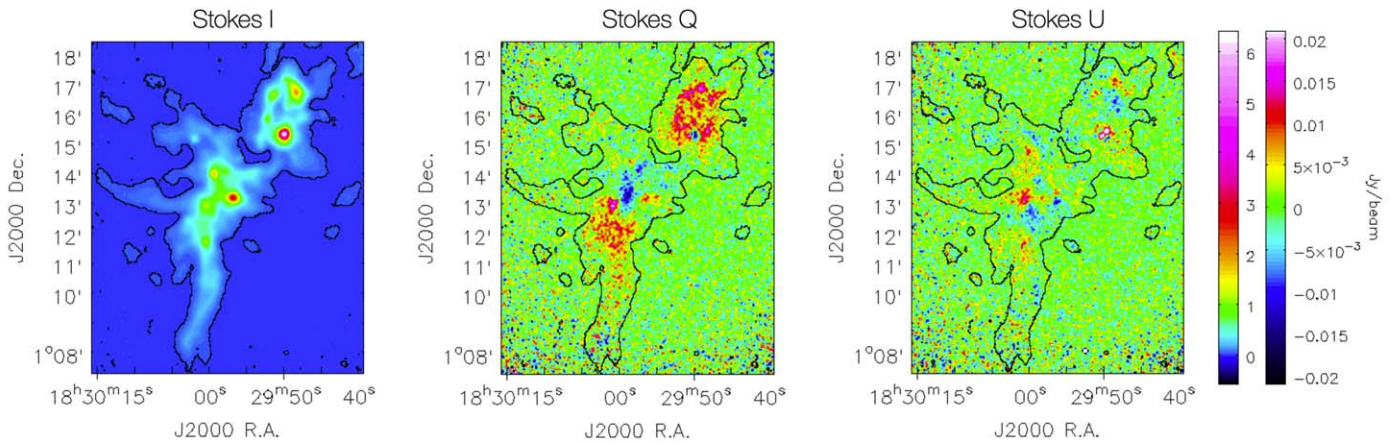 Stokes I
Stokes Q
Stokes U
J2000 Dec.
18'
17'
16'
15'
14'
13'
12'
11'
10'
1°08'
18ʰ30ᵐ15ˢ
00ˢ
29ᵐ50ˢ
40ˢ
J2000 R.A.
J2000 Dec.
18'
17'
16'
15'
14'
13'
12'
11'
10'
1°08'
18ʰ30ᵐ15ˢ
00ˢ
29ᵐ50ˢ
40ˢ
J2000 R.A.
J2000 Dec.
18'
17'
16'
15'
14'
13'
12'
11'
10'
1°08'
18ʰ30ᵐ15ˢ
00ˢ
29ᵐ50ˢ
40ˢ
J2000 R.A.
6
5
4
3
2
1
0
0.02
0.015
0.01
5×10⁻³
0
−5×10⁻³
−0.01
−0.015
−0.02
Jy/beam